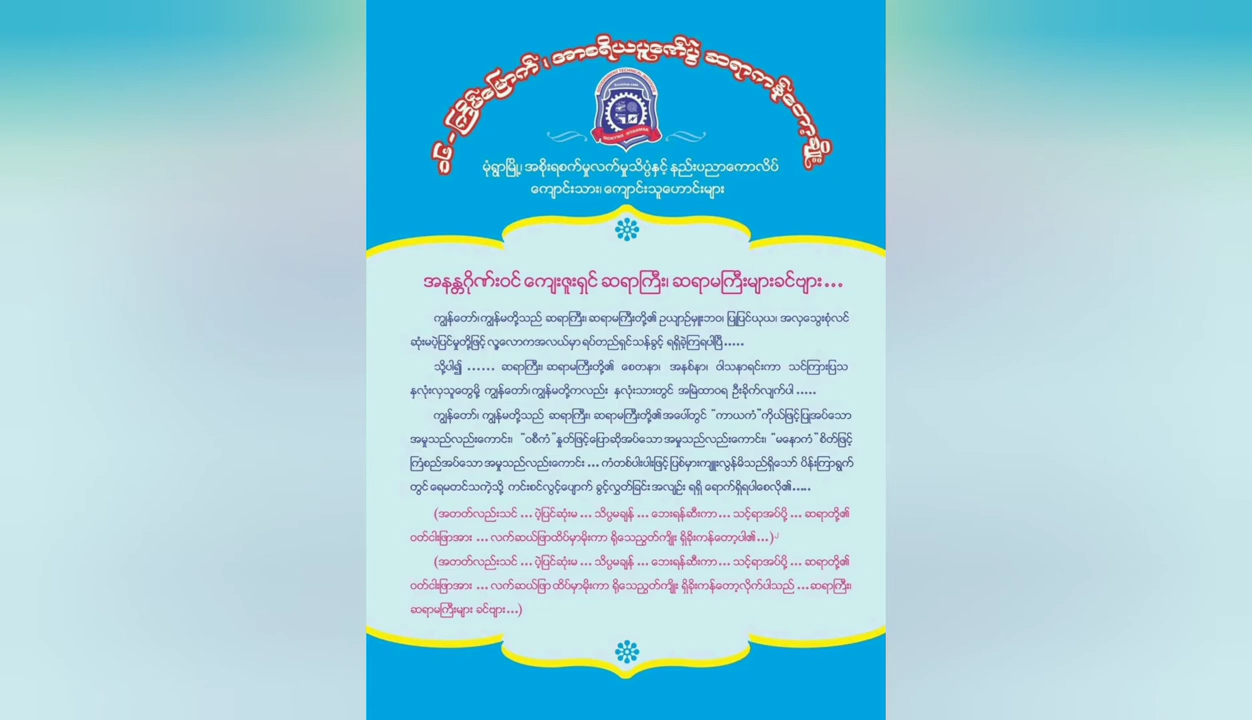 ပဉ္စမ-အကြိမ်မြောက်၊ အာစရိယပူဇော်ပွဲ ဆရာကန်တော့လွှာ
မုံရွာမြို့၊ အစိုးရစက်မှုလက်မှုသိပ္ပံနှင့် နည်းပညာကောလိပ်
ကျောင်းသား၊ ကျောင်းသူဟောင်းများ
အနန္တဂိုဏ်းဝင် ကျေးဇူးရှင် ဆရာကြီး၊ ဆရာမကြီးများခင်ဗျား...
ကျွန်တော်၊ ကျွန်မတို့သည် ဆရာကြီး၊ ဆရာမကြီးတို့၏ ဥယျာဉ်မှူးဘဝ၊ ပြုပြင်ယုယ၊ အလှသွေးစုံလင်
ဆုံးမပဲ့ပြင်မှုတို့ဖြင့် လူ့လောကအလယ်မှာ ရပ်တည်ရှင်သန်ခွင့် ရရှိခဲ့ကြရပါပြီ.....
သို့ပါ၍ ...... ဆရာကြီး၊ ဆရာမကြီးတို့၏ စေတနာ၊ အနစ်နာ၊ ဝါသနာရင်းကာ သင်ကြားပြသ
နှလုံးလှသူတွေမို့ ကျွန်တော်၊ ကျွန်မတို့ကလည်း နှလုံးသားတွင် အမြဲထာဝရ ဦးခိုက်လျက်ပါ .....
ကျွန်တော်၊ ကျွန်မတို့သည် ဆရာကြီး၊ ဆရာမကြီးတို့၏အပေါ်တွင် "ကာယကံ" ကိုယ်ဖြင့်ပြုအပ်သော
အမှုသည်လည်းကောင်း၊ "ဝစီကံ" နှုတ်ဖြင့်ပြောဆိုအပ်သော အမှုသည်လည်းကောင်း၊ "မနောကံ" စိတ်ဖြင့်
ကြံစည်အပ်သော အမှုသည်လည်းကောင်း ... ကံတစ်ပါးပါးဖြင့် ပြစ်မှားကျူးလွန်မိသည်ရှိသော် ပိန်းကြာရွက်
တွင် ရေမတင်သကဲ့သို့ ကင်းစင်လွင့်ပျောက် ခွင့်လွှတ်ခြင်း အလျဉ်း ရရှိ ရောက်ရှိရပါစေလို၏.....
(အတတ်လည်းသင် ... ပဲ့ပြင်ဆုံးမ ... သိပ္ပမချန် ... ဘေးရန်ဆီးကာ... သင့်ရာအပ်ပို့ ... ဆရာတို့၏
ဝတ်ငါးဖြာအား ... လက်ဆယ်ဖြာထိပ်မှာမိုးကာ ရိုသေညွှတ်ကျိုး ရှိခိုးကန်တော့ပါ၏...)၂
(အတတ်လည်းသင် ... ပဲ့ပြင်ဆုံးမ ... သိပ္ပမချန် ... ဘေးရန်ဆီးကာ... သင့်ရာအပ်ပို့ ... ဆရာတို့၏
ဝတ်ငါးဖြာအား ... လက်ဆယ်ဖြာ ထိပ်မှာမိုးကာ ရိုသေညွှတ်ကျိုး ရှိခိုးကန်တော့လိုက်ပါသည် ...ဆရာကြီး၊
ဆရာမကြီးများ ခင်ဗျား...)